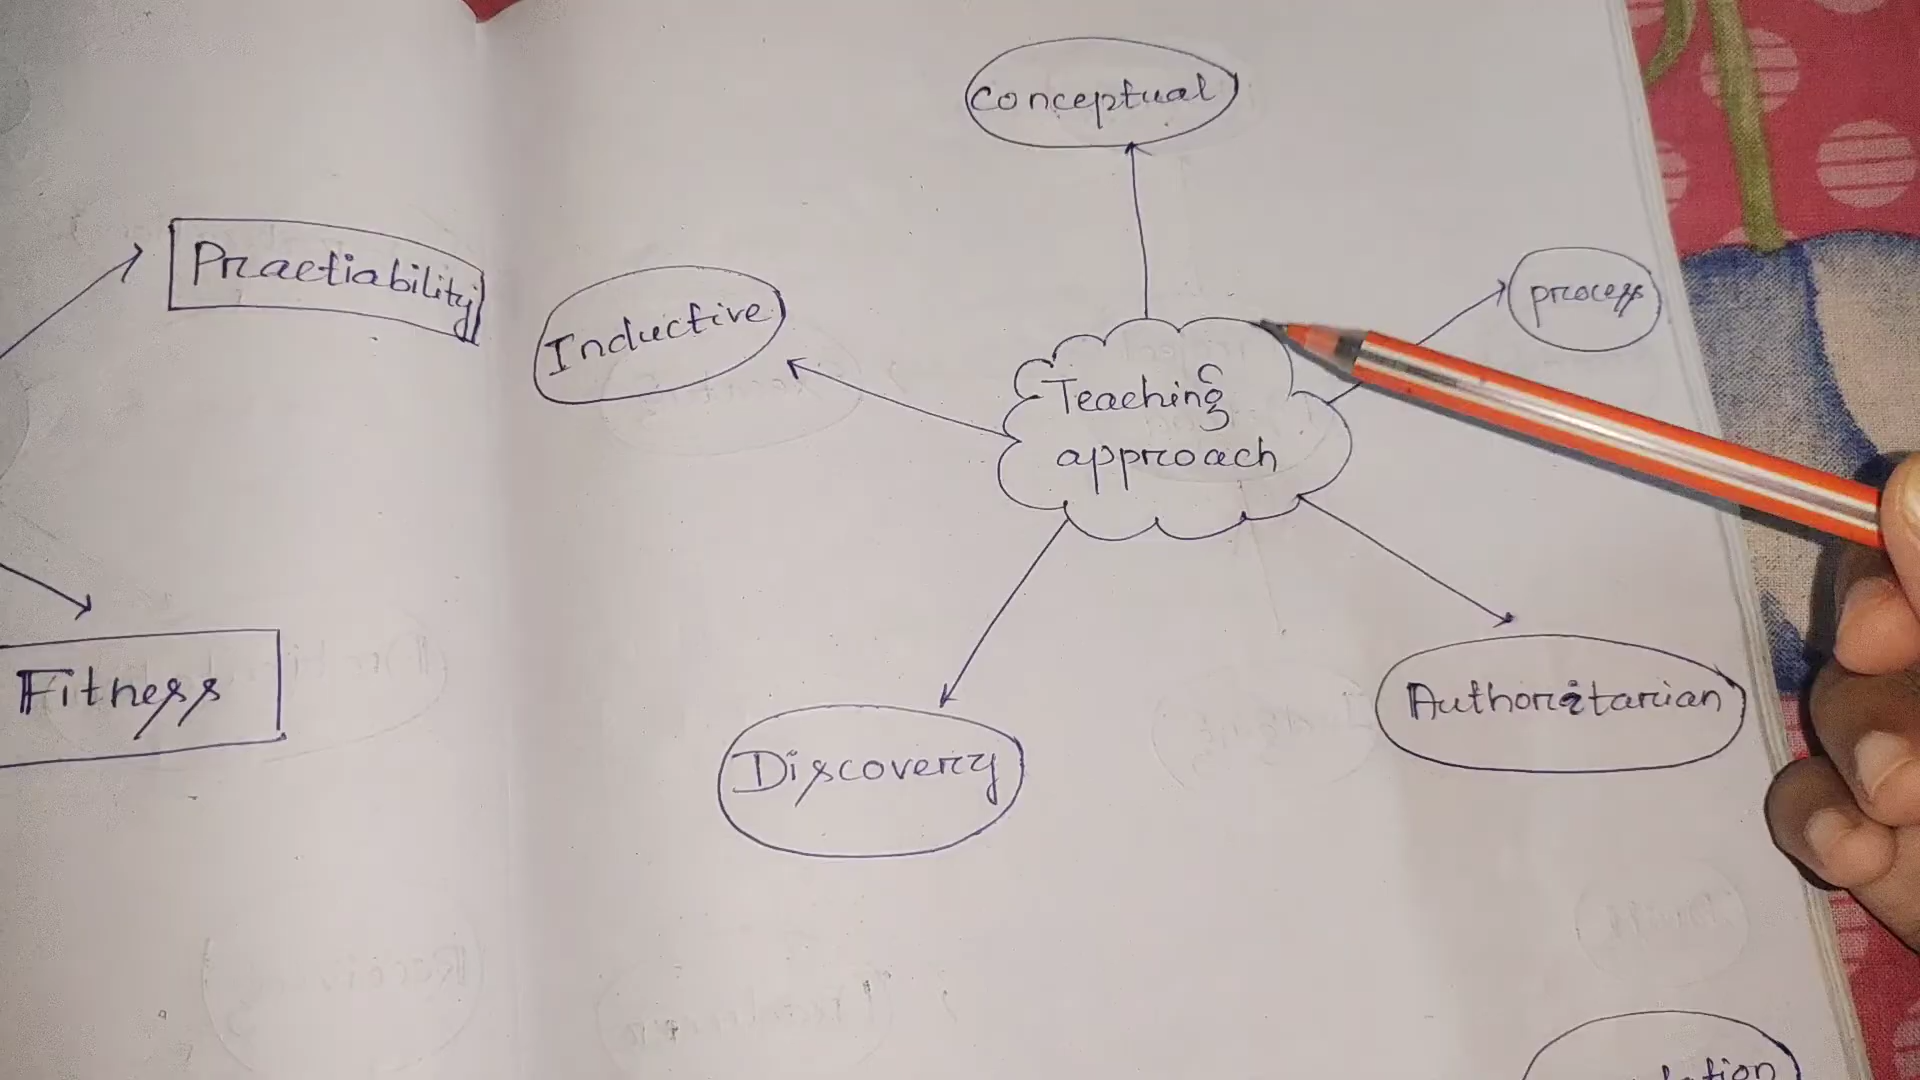 Conceptual
Practiability
Inductive
process
Teaching
approach
Fitness
Authoritarian
Discovery